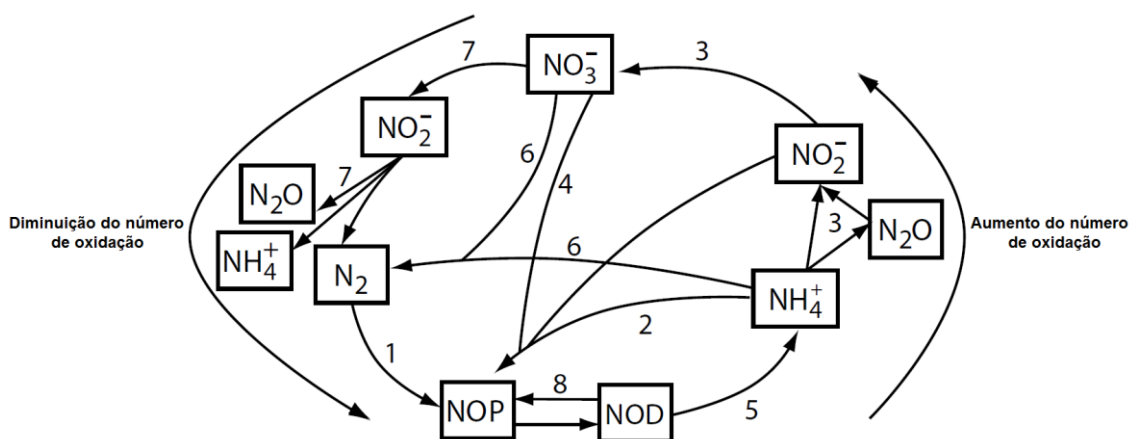 7
NO₃⁻
3
NO₂⁻
6
NO₂⁻
N₂O
7
4
Diminuição do número
de oxidação
3
N₂O
Aumento do número
de oxidação
NH₄⁺
N₂
6
NH₄⁺
2
1
NOP
8
NOD
5